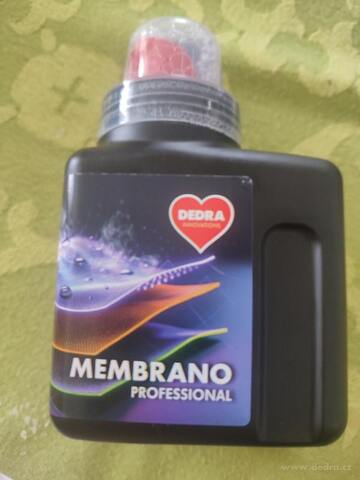 DEDRA
INNOVATIONS
MEMBRANO
PROFESSIONAL
www.dedra.cz